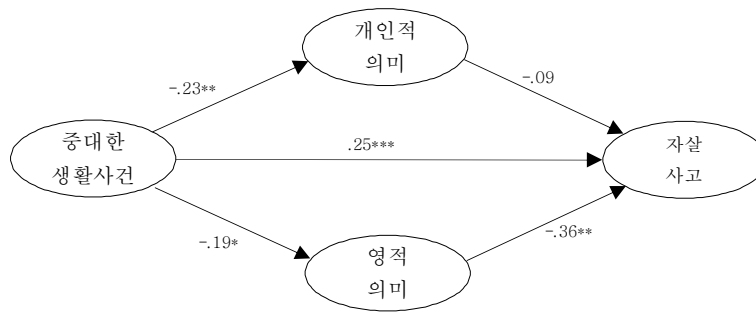 개인적
의미
-.23**
-.09
중대한
생활사건
.25***
자살
사고
-.19*
-.36**
영적
의미